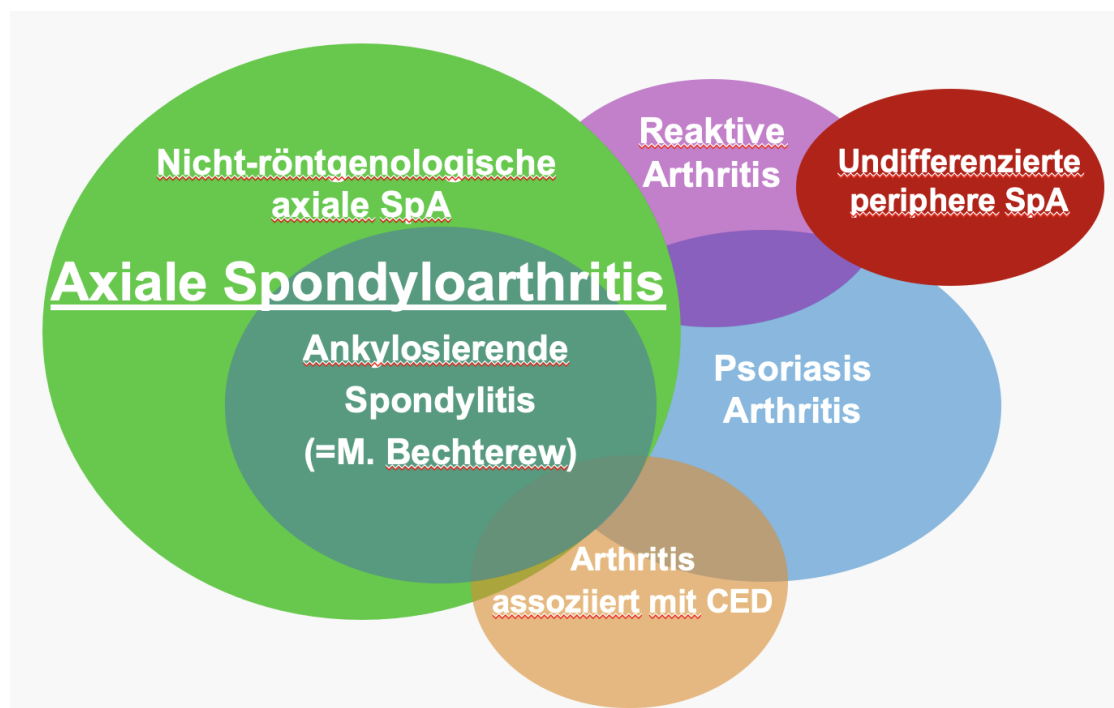 Nicht-röntgenologische
axiale SpA
Axiale Spondyloarthritis
Ankylosierende
Spondylitis
(=M. Bechterew)
Reaktive
Arthritis
Undifferenzierte
periphere SpA
Psoriasis
Arthritis
Arthritis
assoziiert mit CED